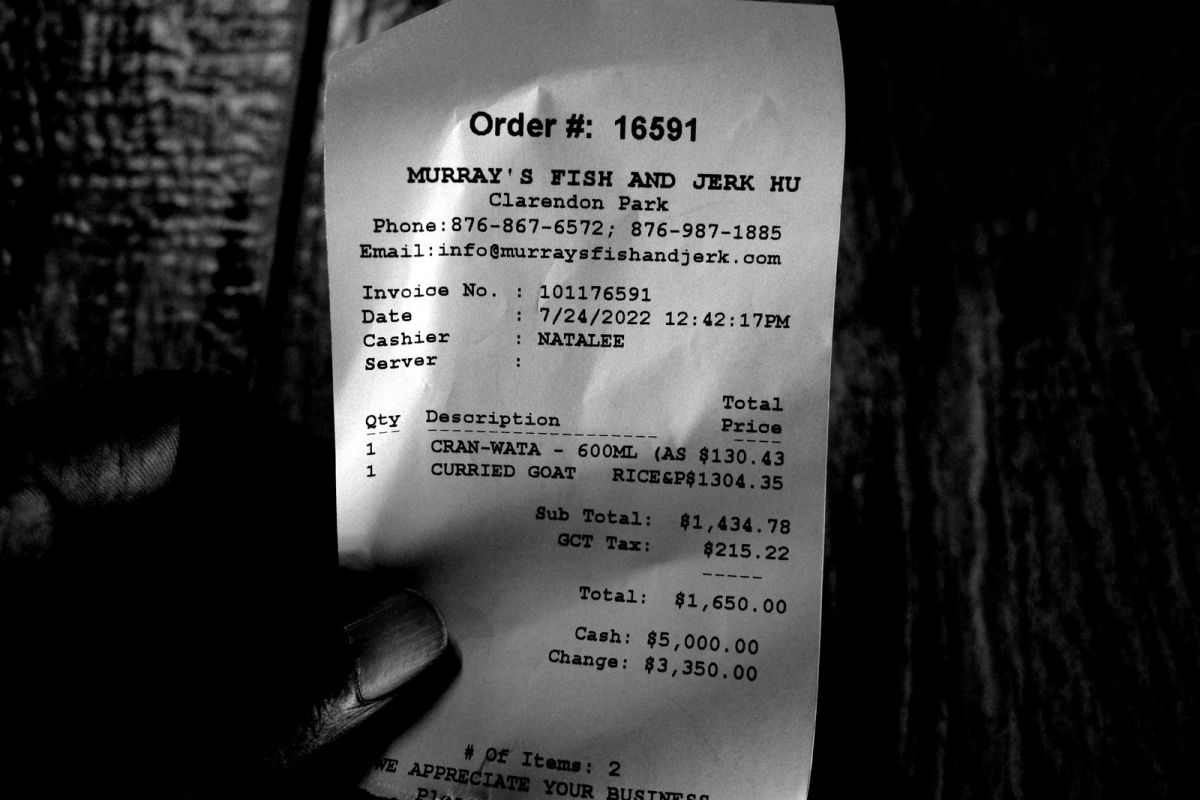 Order #: 16591
MURRAY'S FISH AND JERK HU
Clarendon Park
Phone:876-867-6572; 876-987-1885
Email:info@murraysfishandjerk.com
Invoice No. : 101176591
Date : 7/24/2022 12:42:17PM
Cashier : NATALEE
Server :
Total
Qty Description Price
1 CRAN-WATA - 600ML (AS $130.43
1 CURRIED GOAT RICE&P$1304.35
Sub Total: $1,434.78
GCT Tax: $215.22
-----
Total: $1,650.00
Cash: $5,000.00
Change: $3,350.00
# Of Items: 2
WE APPRECIATE YOUR BUSINESS